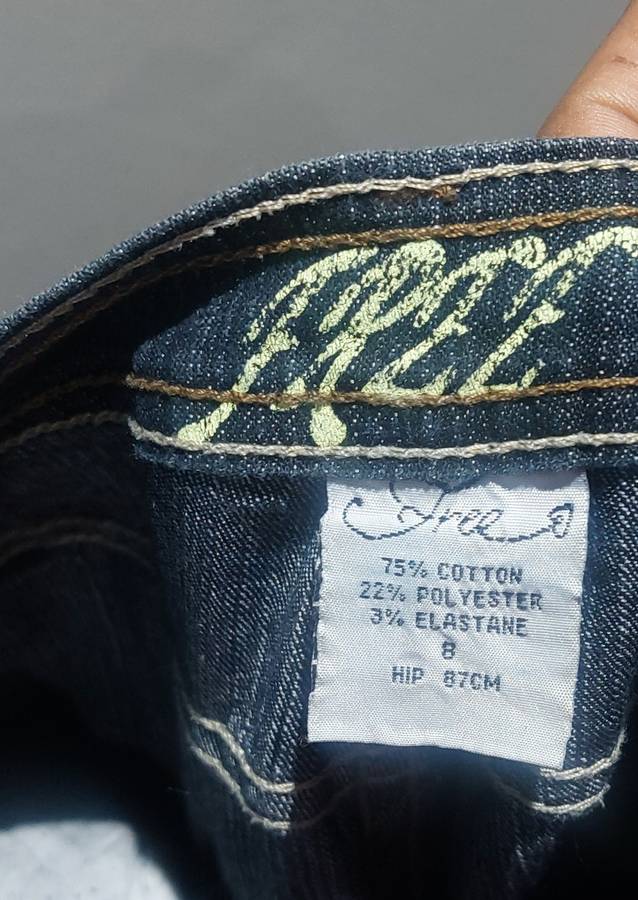 FREE
Free ®
75% COTTON
22% POLYESTER
3% ELASTANE
8
HIP 87CM